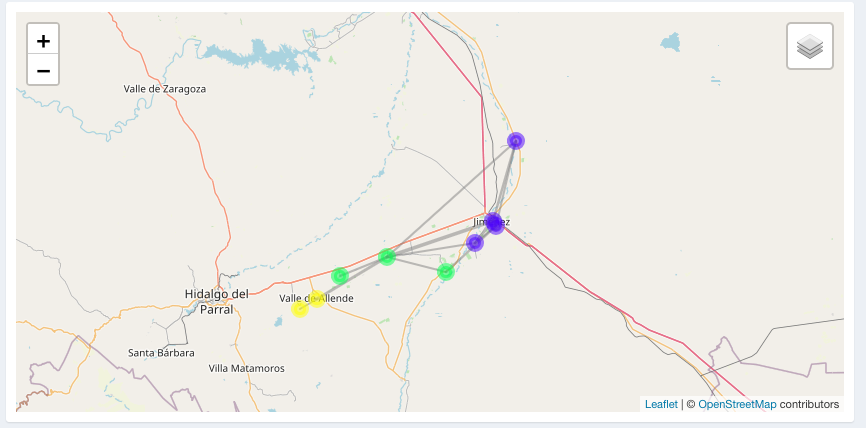 +
−
Valle de Zaragoza
Jiménez
Hidalgo del
Parral
Valle de Allende
Santa Bárbara
Villa Matamoros
Leaflet | © OpenStreetMap contributors